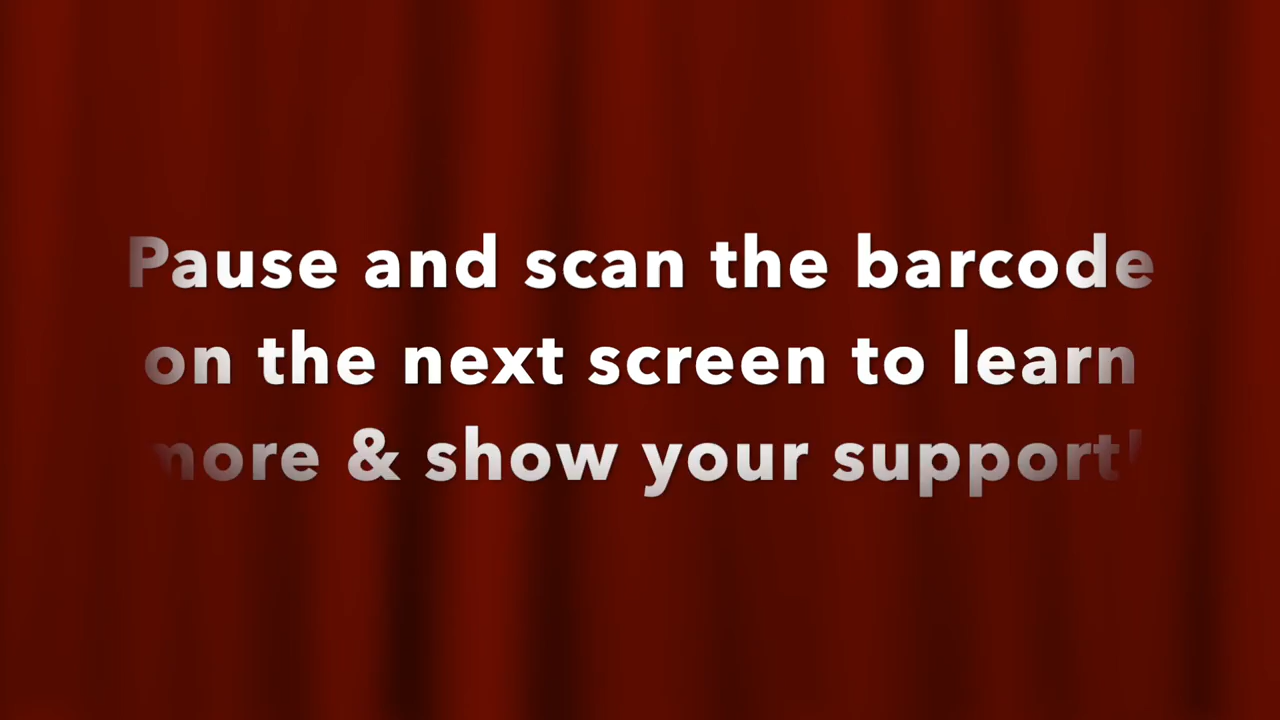 Pause and scan the barcode
on the next screen to learn
more & show your support!